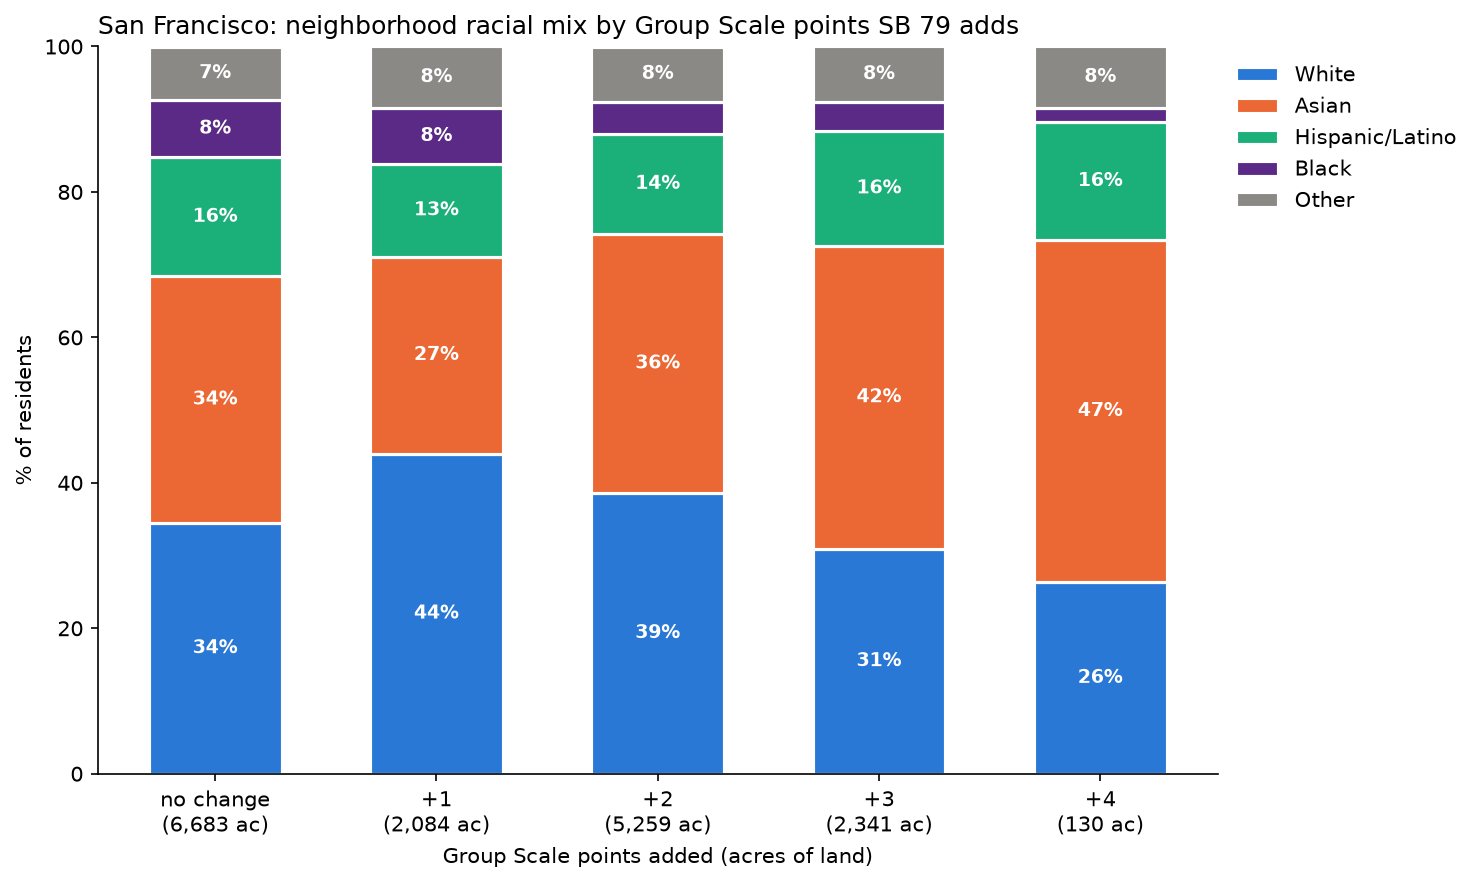 San Francisco: neighborhood racial mix by Group Scale points SB 79 adds
100
80
60
40
20
0
% of residents
7%
8%
16%
34%
34%
8%
8%
13%
27%
44%
8%
14%
36%
39%
8%
16%
42%
31%
8%
16%
47%
26%
White
Asian
Hispanic/Latino
Black
Other
no change
(6,683 ac)
+1
(2,084 ac)
+2
(5,259 ac)
+3
(2,341 ac)
+4
(130 ac)
Group Scale points added (acres of land)